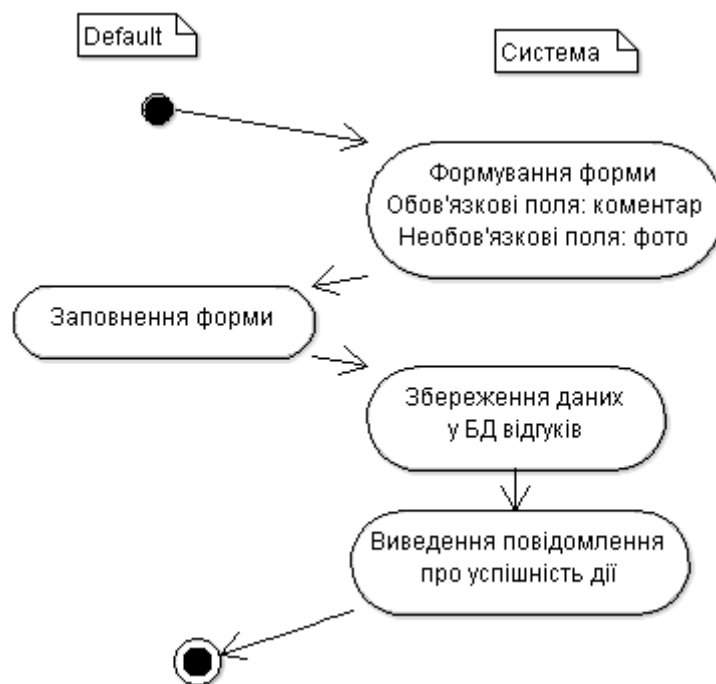 Default
Система
Формування форми
Обов'язкові поля: коментар
Необов'язкові поля: фото
Заповнення форми
Збереження даних
у БД відгуків
Виведення повідомлення
про успішність дії